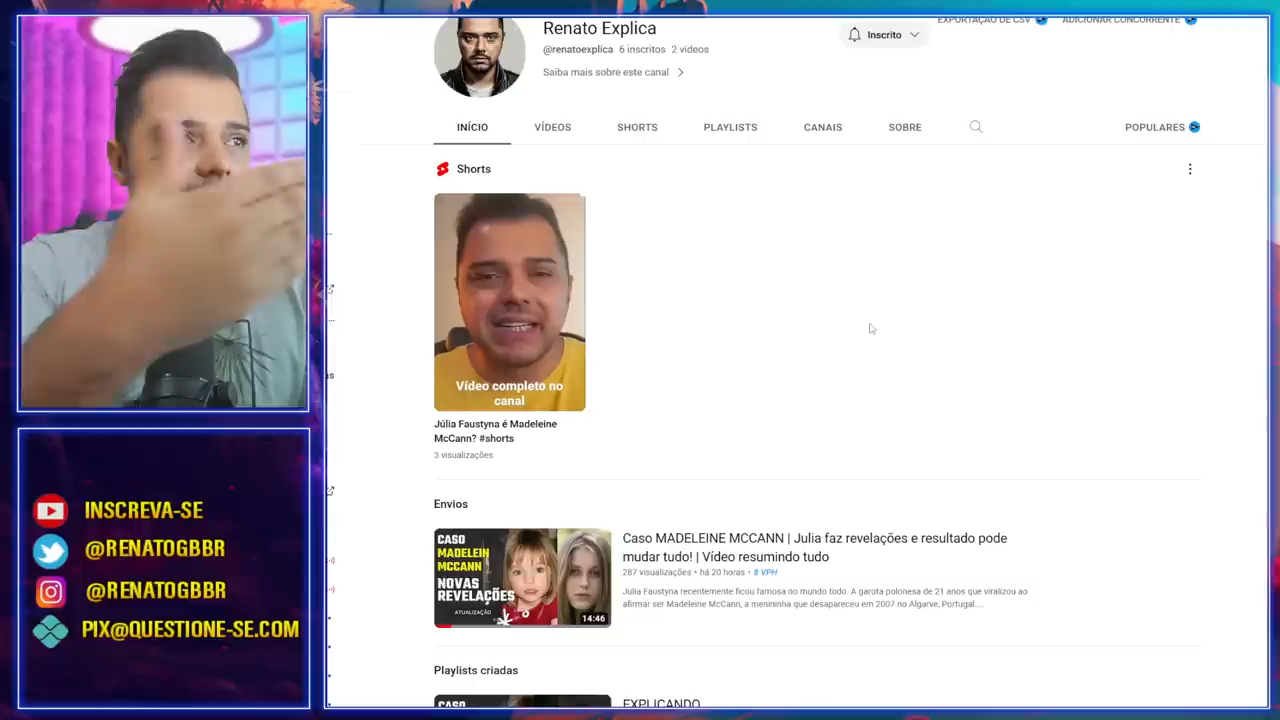 Renato Explica
@renatoexplica 6 inscritos 2 vídeos
Saiba mais sobre este canal
EXPORTAÇÃO DE CSV
ADICIONAR CONCORRENTE
Inscrito
INÍCIO
VÍDEOS
SHORTS
PLAYLISTS
CANAIS
SOBRE
POPULARES
Shorts
Vídeo completo no
canal
Júlia Faustyna é Madeleine
McCann? #shorts
3 visualizações
Envios
CASO
MADELEIN
MCCANN
NOVAS
REVELAÇÕES
ATUALIZAÇÃO
14:46
Caso MADELEINE MCCANN | Julia faz revelações e resultado pode
mudar tudo! | Vídeo resumindo tudo
287 visualizações • há 20 horas • 8 VPH
Julia Faustyna recentemente ficou famosa no mundo todo. A garota polonesa de 21 anos que viralizou ao
afirmar ser Madeleine McCann, a menininha que desapareceu em 2007 no Algarve, Portugal....
Playlists criadas
CASO
EXPLICANDO
INSCREVA-SE
@RENATOGBBR
@RENATOGBBR
PIX@QUESTIONE-SE.COM